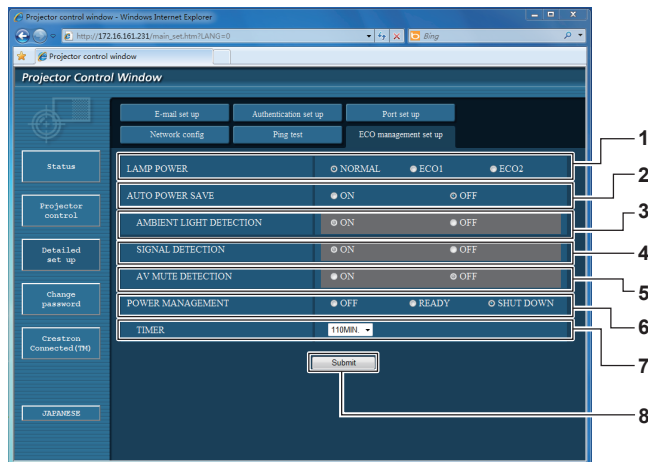 Projector control window - Windows Internet Explorer
http://172.16.161.231/main_set.htm?LANG=0
Bing
Projector control window
Projector Control Window
E-mail set up
Authentication set up
Port set up
Network config
Ping test
ECO management set up
Status
Projector control
Detailed set up
Change password
Crestron Connected(TM)
JAPANESE
LAMP POWER NORMAL ECO1 ECO2
AUTO POWER SAVE ON OFF
AMBIENT LIGHT DETECTION ON OFF
SIGNAL DETECTION ON OFF
AV MUTE DETECTION ON OFF
POWER MANAGEMENT OFF READY SHUT DOWN
TIMER 110MIN.
Submit
1
2
3
4
5
6
7
8